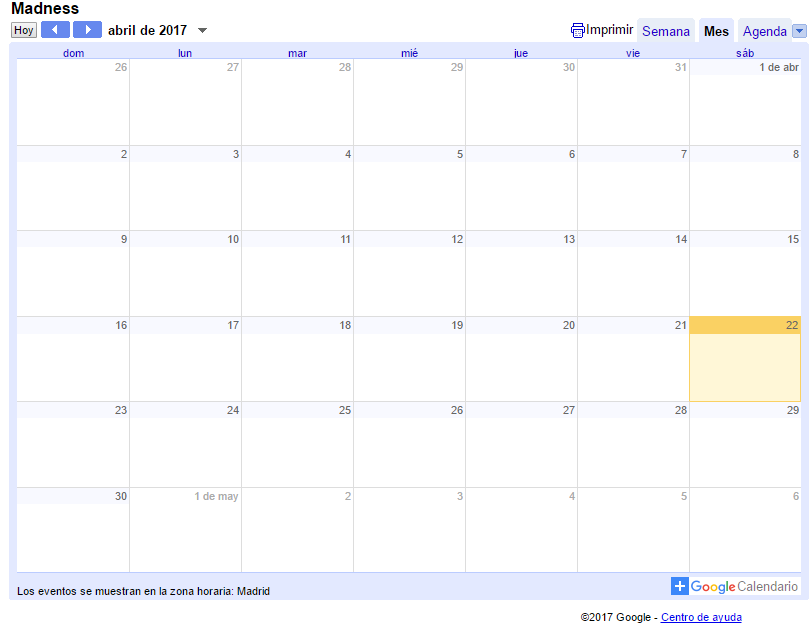 Madness
Hoy abril de 2017 Imprimir Semana Mes Agenda
dom lun mar mié jue vie sáb
26 27 28 29 30 31 1 de abr
2 3 4 5 6 7 8
9 10 11 12 13 14 15
16 17 18 19 20 21 22
23 24 25 26 27 28 29
30 1 de may 2 3 4 5 6
Los eventos se muestran en la zona horaria: Madrid
Google Calendario
©2017 Google - Centro de ayuda